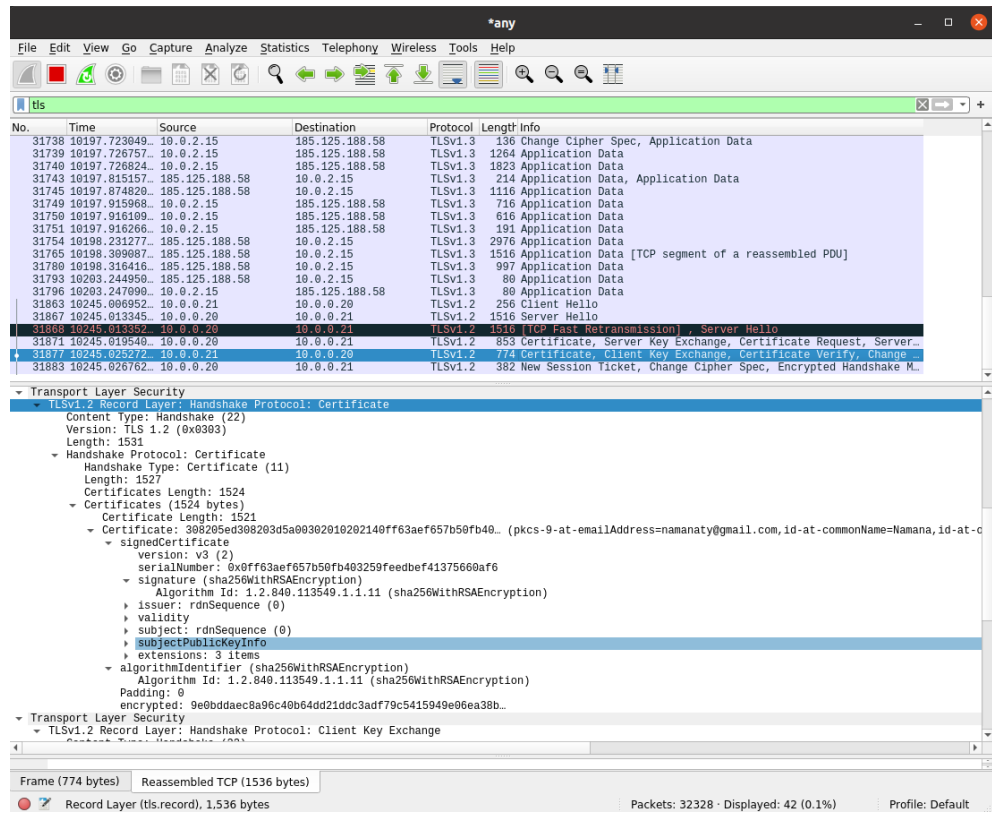 *any
File Edit View Go Capture Analyze Statistics Telephony Wireless Tools Help
tls
No. Time Source Destination Protocol Length Info
31738 10197.723049… 10.0.2.15 185.125.188.58 TLSv1.3 136 Change Cipher Spec, Application Data
31739 10197.726757… 10.0.2.15 185.125.188.58 TLSv1.3 1264 Application Data
31740 10197.726824… 10.0.2.15 185.125.188.58 TLSv1.3 1823 Application Data
31743 10197.815157… 185.125.188.58 10.0.2.15 TLSv1.3 214 Application Data, Application Data
31745 10197.874820… 185.125.188.58 10.0.2.15 TLSv1.3 1116 Application Data
31749 10197.915968… 10.0.2.15 185.125.188.58 TLSv1.3 716 Application Data
31750 10197.916109… 10.0.2.15 185.125.188.58 TLSv1.3 616 Application Data
31751 10197.916266… 10.0.2.15 185.125.188.58 TLSv1.3 191 Application Data
31754 10198.231277… 185.125.188.58 10.0.2.15 TLSv1.3 2976 Application Data
31765 10198.309087… 185.125.188.58 10.0.2.15 TLSv1.3 1516 Application Data [TCP segment of a reassembled PDU]
31780 10198.316416… 185.125.188.58 10.0.2.15 TLSv1.3 997 Application Data
31793 10203.244950… 185.125.188.58 10.0.2.15 TLSv1.3 80 Application Data
31796 10203.247090… 10.0.2.15 185.125.188.58 TLSv1.3 80 Application Data
31863 10245.006952… 10.0.0.21 10.0.0.20 TLSv1.2 256 Client Hello
31867 10245.013345… 10.0.0.20 10.0.0.21 TLSv1.2 1516 Server Hello
31868 10245.013352… 10.0.0.20 10.0.0.21 TLSv1.2 1516 [TCP Fast Retransmission] , Server Hello
31871 10245.019540… 10.0.0.20 10.0.0.21 TLSv1.2 853 Certificate, Server Key Exchange, Certificate Request, Server…
31877 10245.025272… 10.0.0.21 10.0.0.20 TLSv1.2 774 Certificate, Client Key Exchange, Certificate Verify, Change …
31883 10245.026762… 10.0.0.20 10.0.0.21 TLSv1.2 382 New Session Ticket, Change Cipher Spec, Encrypted Handshake M…
Transport Layer Security
TLSv1.2 Record Layer: Handshake Protocol: Certificate
Content Type: Handshake (22)
Version: TLS 1.2 (0x0303)
Length: 1531
Handshake Protocol: Certificate
Handshake Type: Certificate (11)
Length: 1527
Certificates Length: 1524
Certificates (1524 bytes)
Certificate Length: 1521
Certificate: 308205ed308203d5a00302010202140ff63aef657b50fb40… (pkcs-9-at-emailAddress=namanaty@gmail.com,id-at-commonName=Namana,id-at-o
signedCertificate
version: v3 (2)
serialNumber: 0x0ff63aef657b50fb403259feedbef41375660af6
signature (sha256WithRSAEncryption)
Algorithm Id: 1.2.840.113549.1.1.11 (sha256WithRSAEncryption)
issuer: rdnSequence (0)
validity
subject: rdnSequence (0)
subjectPublicKeyInfo
extensions: 3 items
algorithmIdentifier (sha256WithRSAEncryption)
Algorithm Id: 1.2.840.113549.1.1.11 (sha256WithRSAEncryption)
Padding: 0
encrypted: 9e0bddaec8a96c40b64dd21ddc3adf79c5415949e06ea38b…
Transport Layer Security
TLSv1.2 Record Layer: Handshake Protocol: Client Key Exchange
Frame (774 bytes) Reassembled TCP (1536 bytes)
Record Layer (tls.record), 1,536 bytes Packets: 32328 · Displayed: 42 (0.1%) Profile: Default